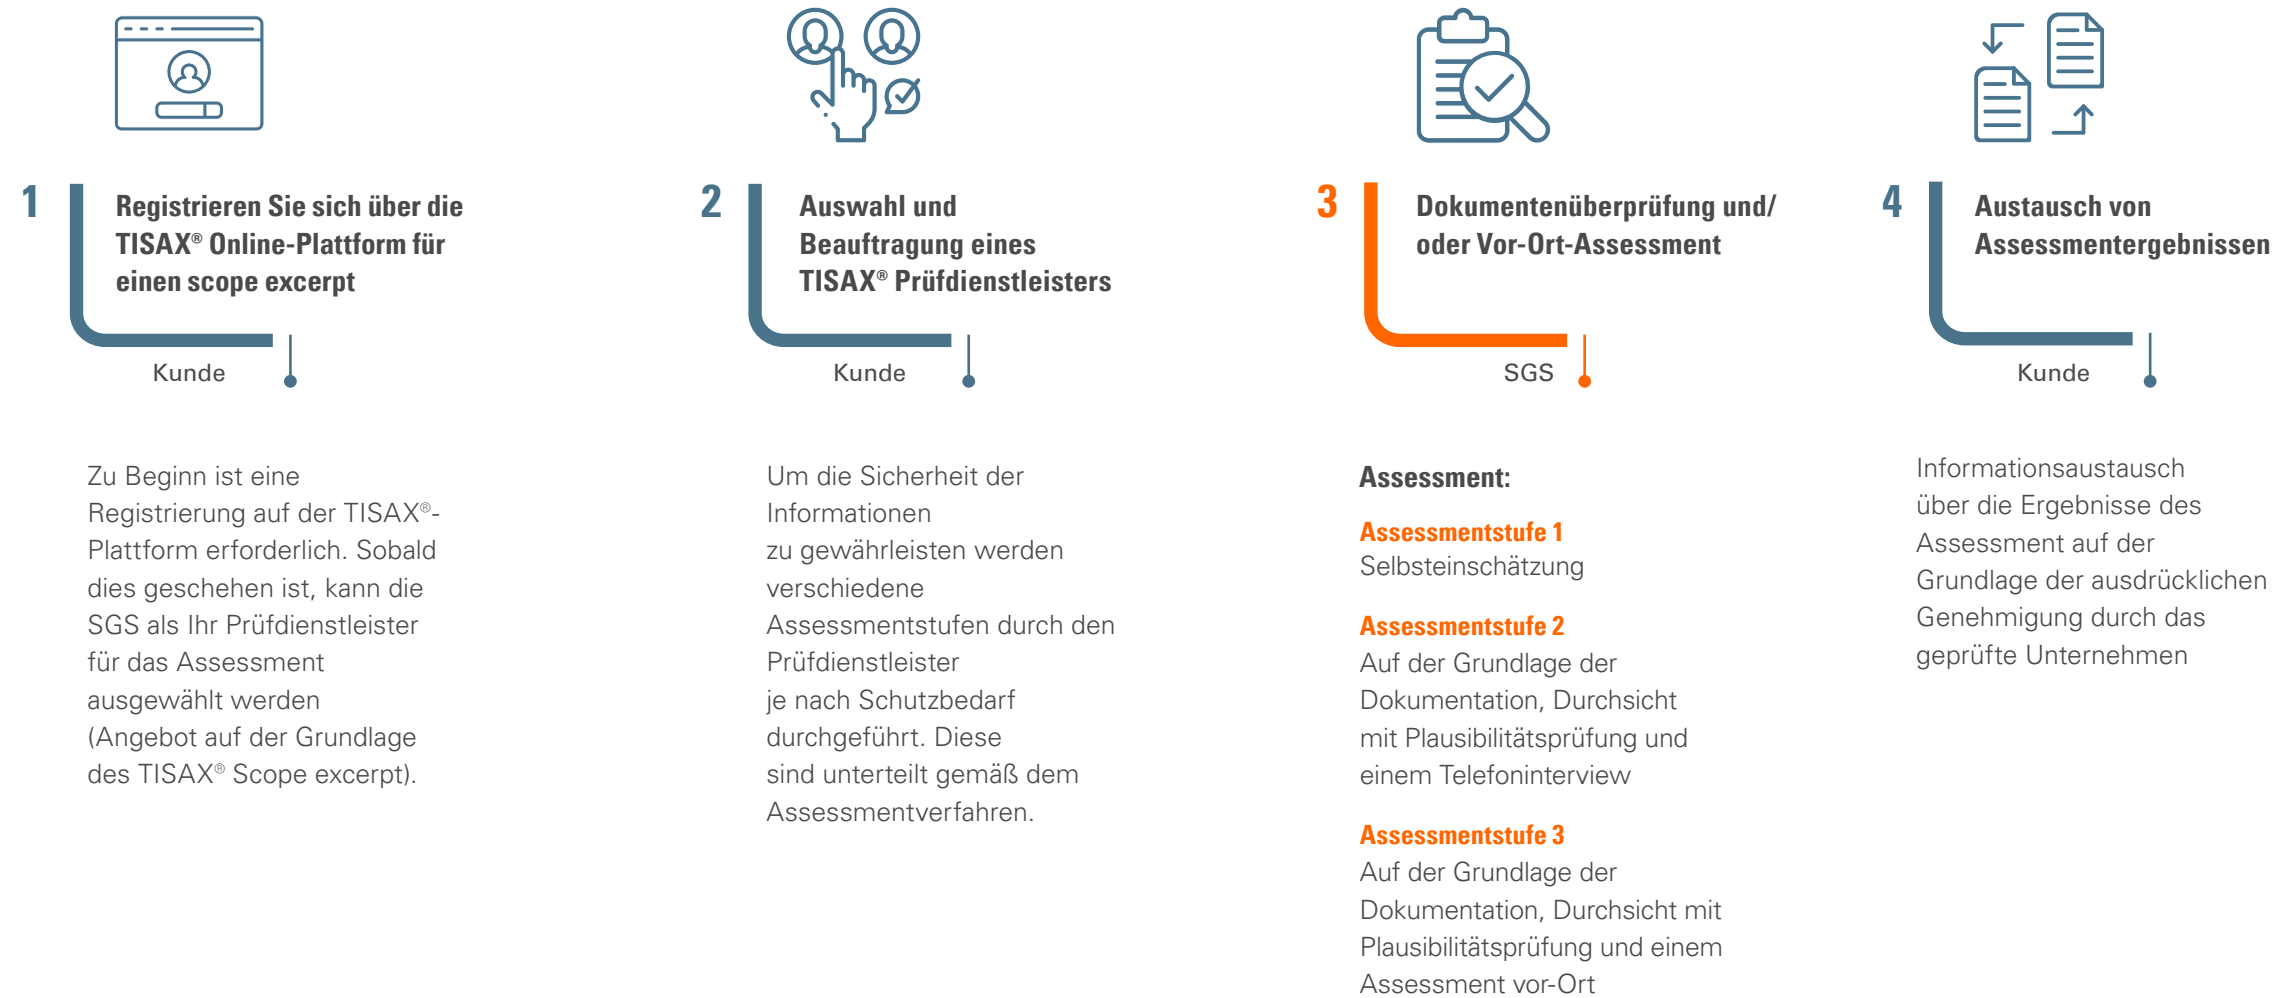 1
Registrieren Sie sich über die
TISAX® Online-Plattform für
einen scope excerpt
Kunde
Zu Beginn ist eine
Registrierung auf der TISAX®-
Plattform erforderlich. Sobald
dies geschehen ist, kann die
SGS als Ihr Prüfdienstleister
für das Assessment
ausgewählt werden
(Angebot auf der Grundlage
des TISAX® Scope excerpt).
2
Auswahl und
Beauftragung eines
TISAX® Prüfdienstleisters
Kunde
Um die Sicherheit der
Informationen
zu gewährleisten werden
verschiedene
Assessmentstufen durch den
Prüfdienstleister
je nach Schutzbedarf
durchgeführt. Diese
sind unterteilt gemäß dem
Assessmentverfahren.
3
Dokumentenüberprüfung und/
oder Vor-Ort-Assessment
SGS
Assessment:
Assessmentstufe 1
Selbsteinschätzung
Assessmentstufe 2
Auf der Grundlage der
Dokumentation, Durchsicht
mit Plausibilitätsprüfung und
einem Telefoninterview
Assessmentstufe 3
Auf der Grundlage der
Dokumentation, Durchsicht mit
Plausibilitätsprüfung und einem
Assessment vor-Ort
4
Austausch von
Assessmentergebnissen
Kunde
Informationsaustausch
über die Ergebnisse des
Assessment auf der
Grundlage der ausdrücklichen
Genehmigung durch das
geprüfte Unternehmen